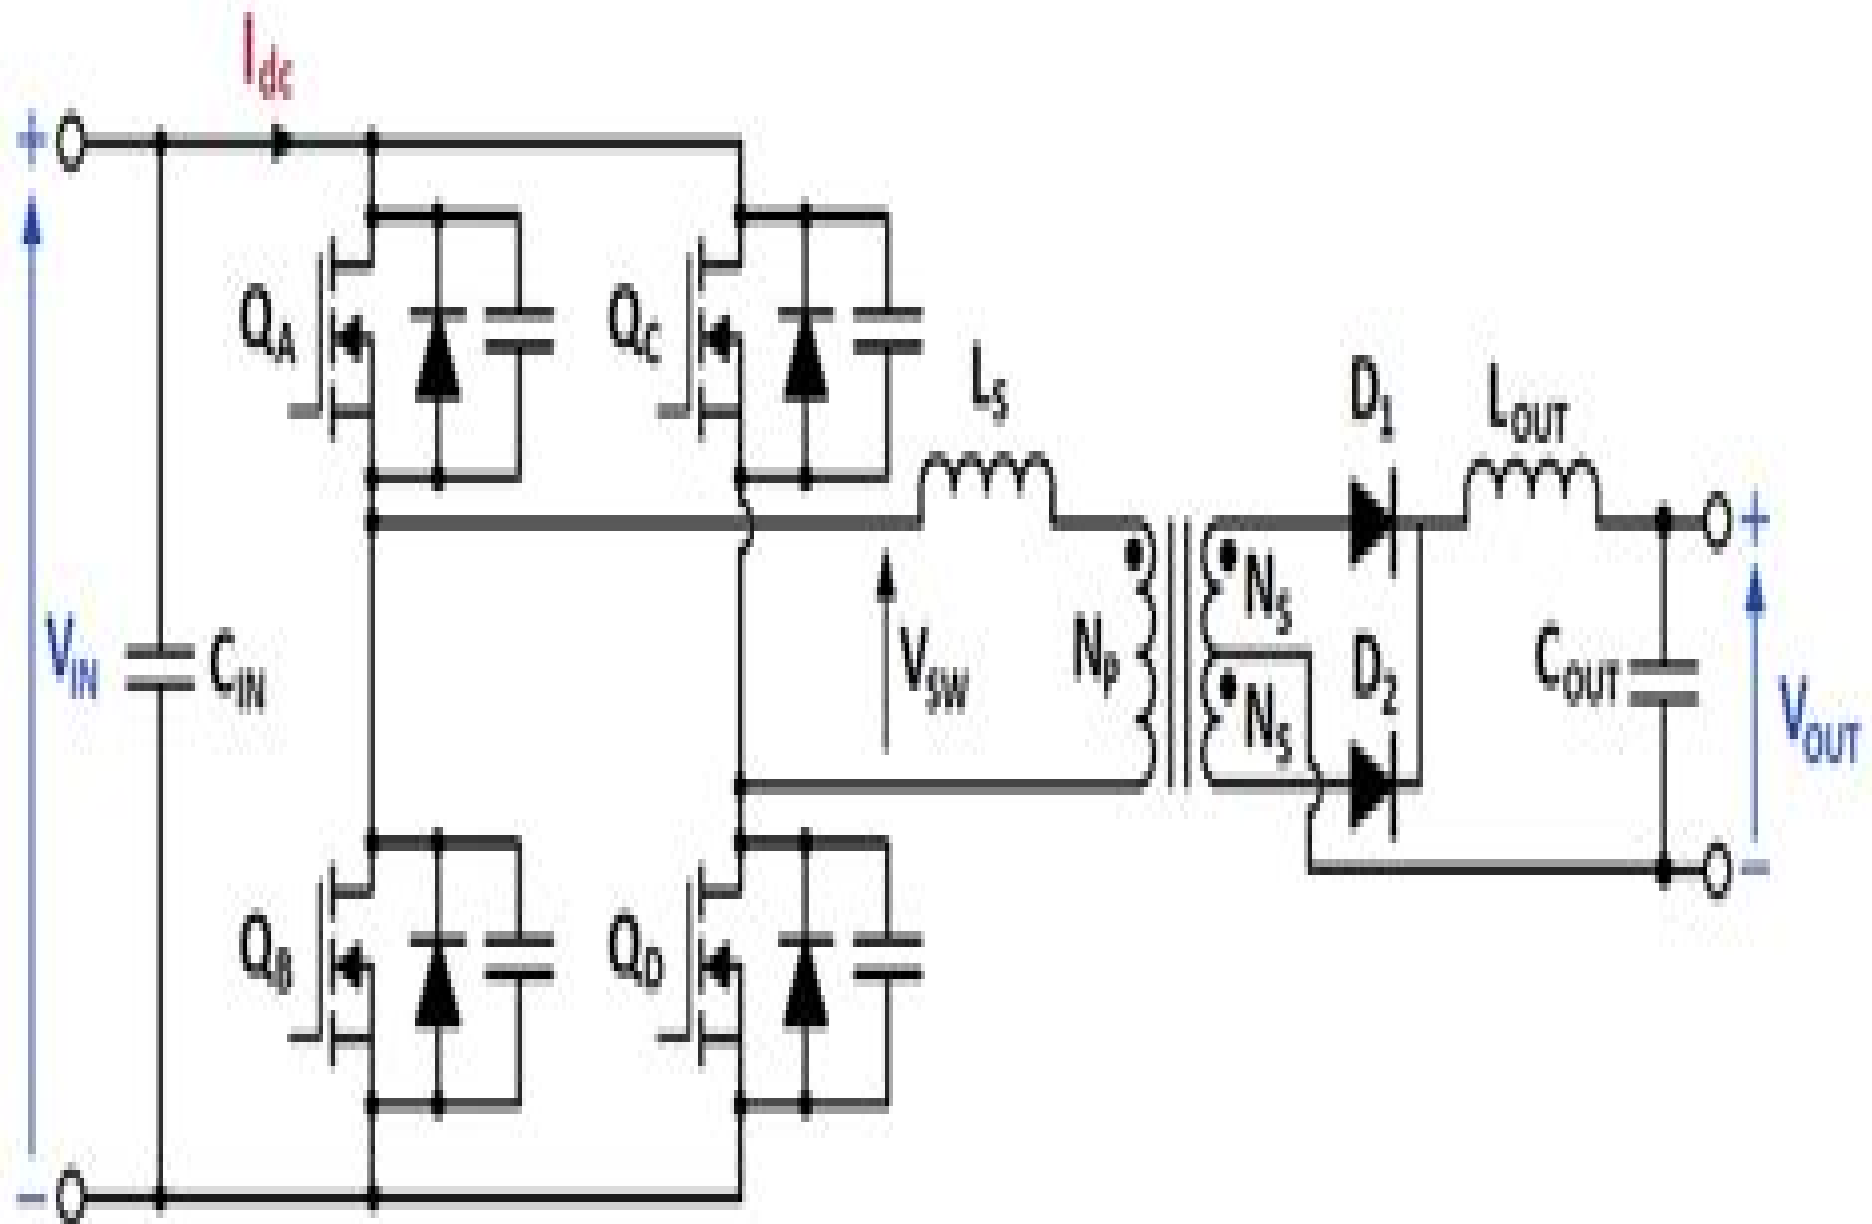 Idc
+
QA
QC
LS
D1
LOUT
+
VIN
CIN
VSW
NP
NS
NS
D2
COUT
VOUT
QB
QD
-
-